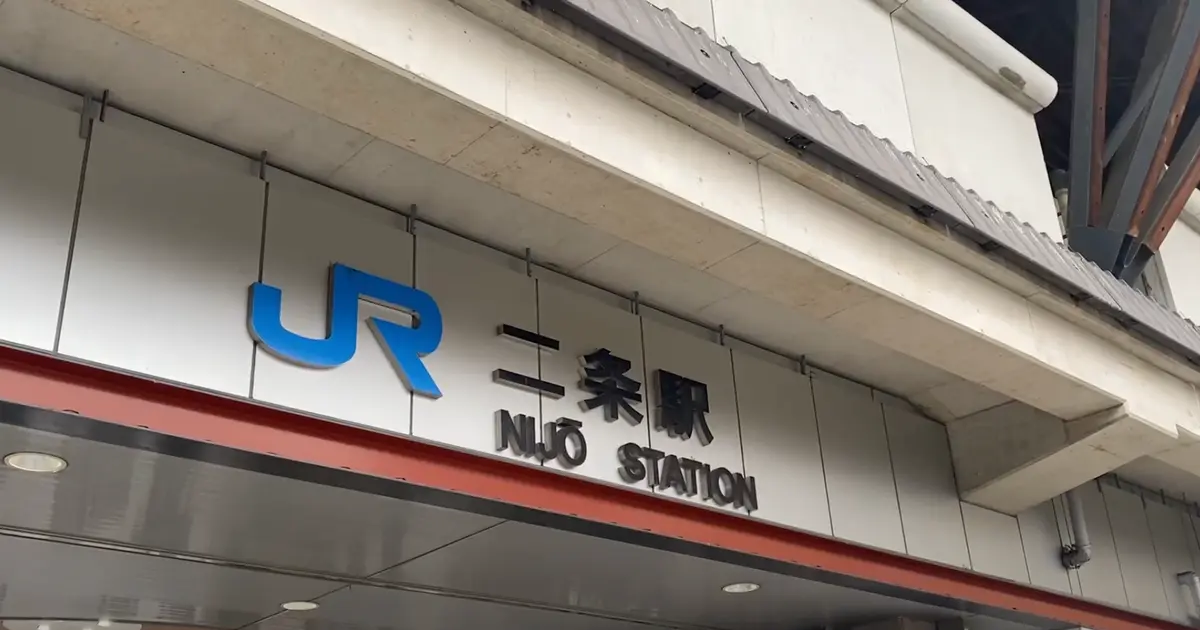 JR 二条駅
NIJŌ STATION